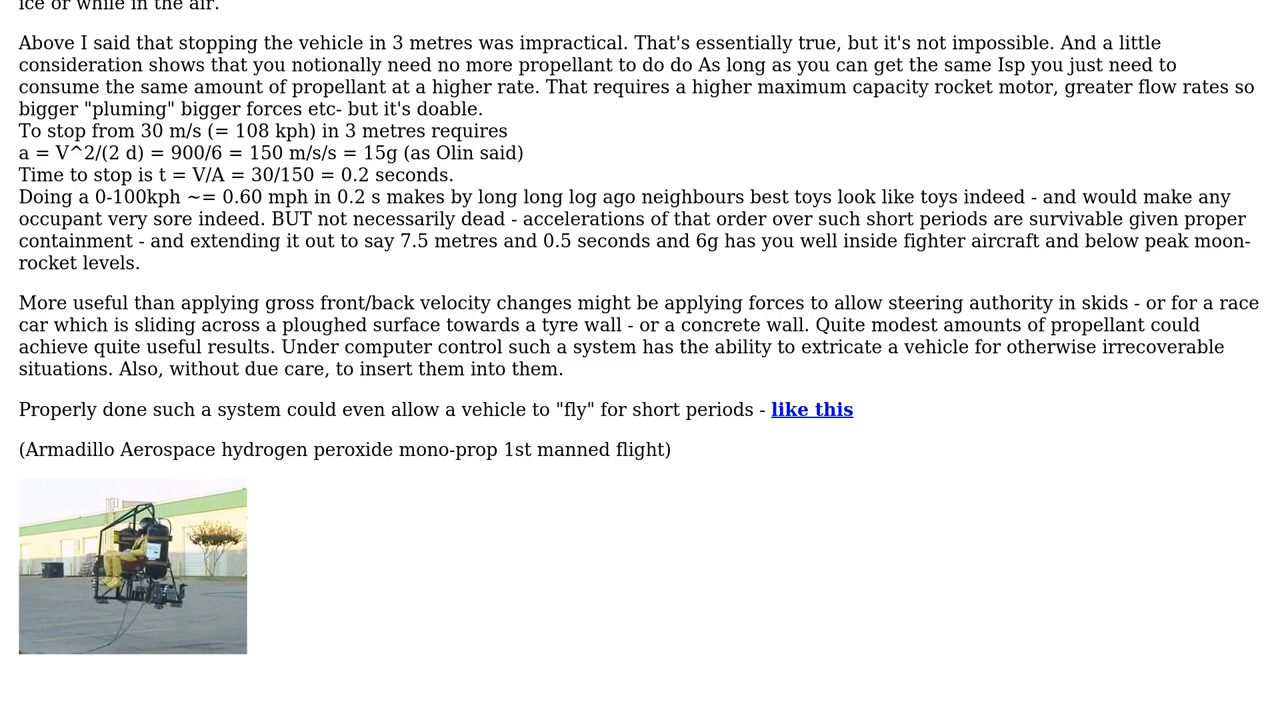 ice or while in the air.
Above I said that stopping the vehicle in 3 metres was impractical. That's essentially true, but it's not impossible. And a little
consideration shows that you notionally need no more propellant to do do As long as you can get the same Isp you just need to
consume the same amount of propellant at a higher rate. That requires a higher maximum capacity rocket motor, greater flow rates so
bigger "pluming" bigger forces etc- but it's doable.
To stop from 30 m/s (= 108 kph) in 3 metres requires
a = V^2/(2 d) = 900/6 = 150 m/s/s = 15g (as Olin said)
Time to stop is t = V/A = 30/150 = 0.2 seconds.
Doing a 0-100kph ~= 0.60 mph in 0.2 s makes by long long log ago neighbours best toys look like toys indeed - and would make any
occupant very sore indeed. BUT not necessarily dead - accelerations of that order over such short periods are survivable given proper
containment - and extending it out to say 7.5 metres and 0.5 seconds and 6g has you well inside fighter aircraft and below peak moon-
rocket levels.
More useful than applying gross front/back velocity changes might be applying forces to allow steering authority in skids - or for a race
car which is sliding across a ploughed surface towards a tyre wall - or a concrete wall. Quite modest amounts of propellant could
achieve quite useful results. Under computer control such a system has the ability to extricate a vehicle for otherwise irrecoverable
situations. Also, without due care, to insert them into them.
Properly done such a system could even allow a vehicle to "fly" for short periods - like this
(Armadillo Aerospace hydrogen peroxide mono-prop 1st manned flight)